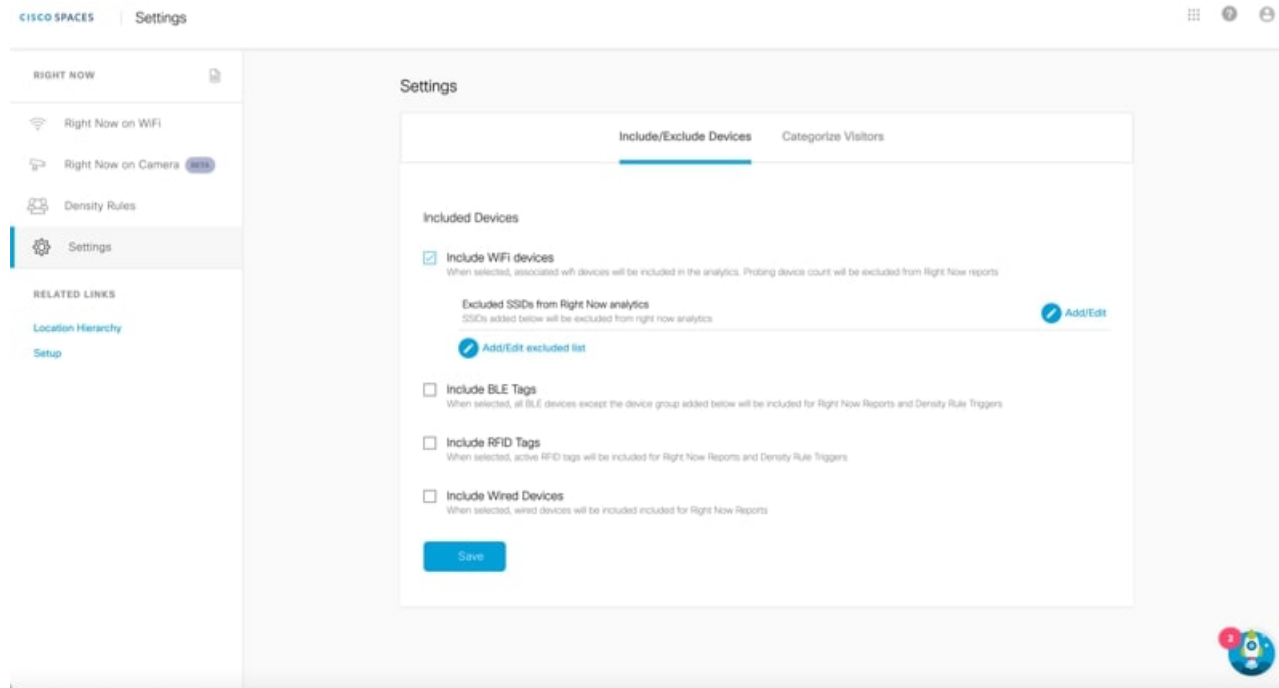 CISCO SPACES
Settings
RIGHT NOW
Right Now on WiFi
Right Now on Camera BETA
Density Rules
Settings
RELATED LINKS
Location Hierarchy
Setup
Settings
Include/Exclude Devices
Categorize Visitors
Included Devices
Include WiFi devices
When selected, associated wifi devices will be included in the analytics. Probing device count will be excluded from Right Now reports
Excluded SSIDs from Right Now analytics
SSIDs added below will be excluded from right now analytics
Add/Edit
Add/Edit excluded list
Include BLE Tags
When selected, all BLE devices except the device group added below will be included for Right Now Reports and Density Rule Triggers
Include RFID Tags
When selected, active RFID tags will be included for Right Now Reports and Density Rule Triggers
Include Wired Devices
When selected, wired devices will be included included for Right Now Reports
Save
3